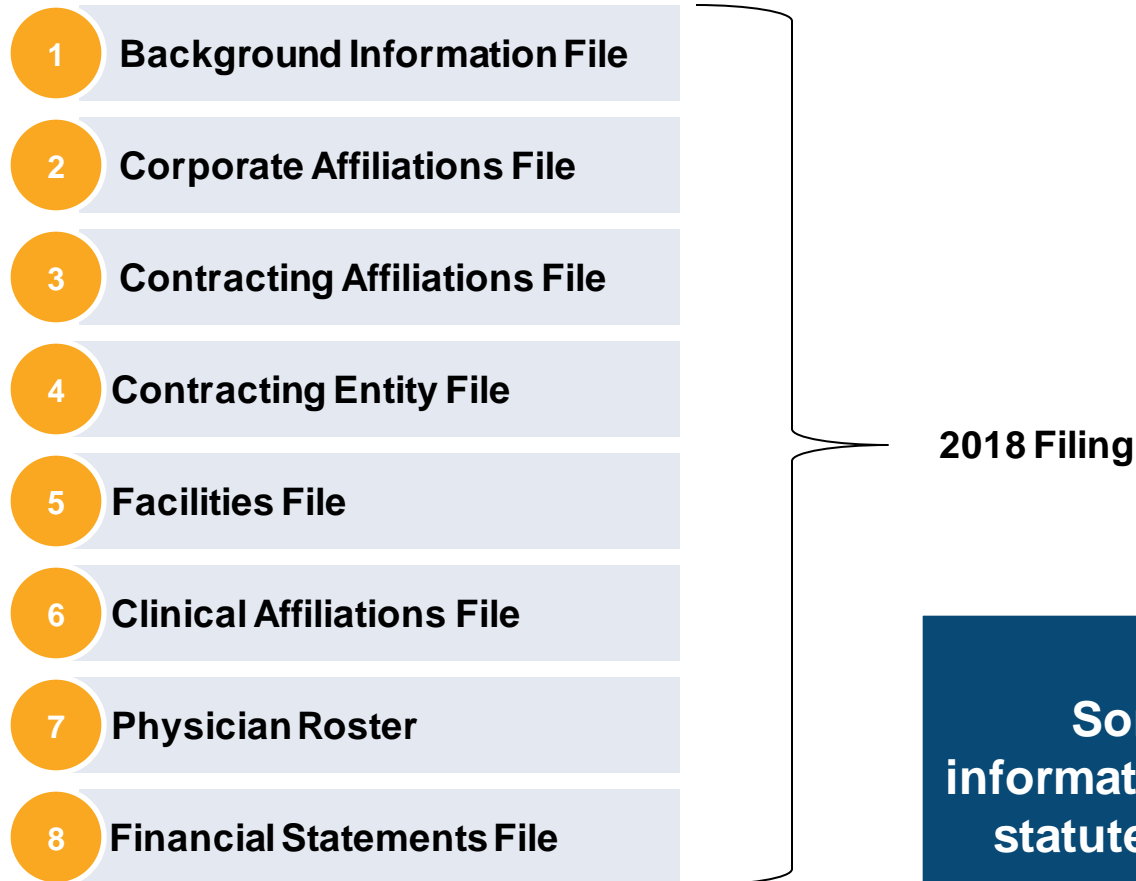 1 Background Information File
2 Corporate Affiliations File
3 Contracting Affiliations File
4 Contracting Entity File
5 Facilities File
6 Clinical Affiliations File
7 Physician Roster
8 Financial Statements File
2018 Filing